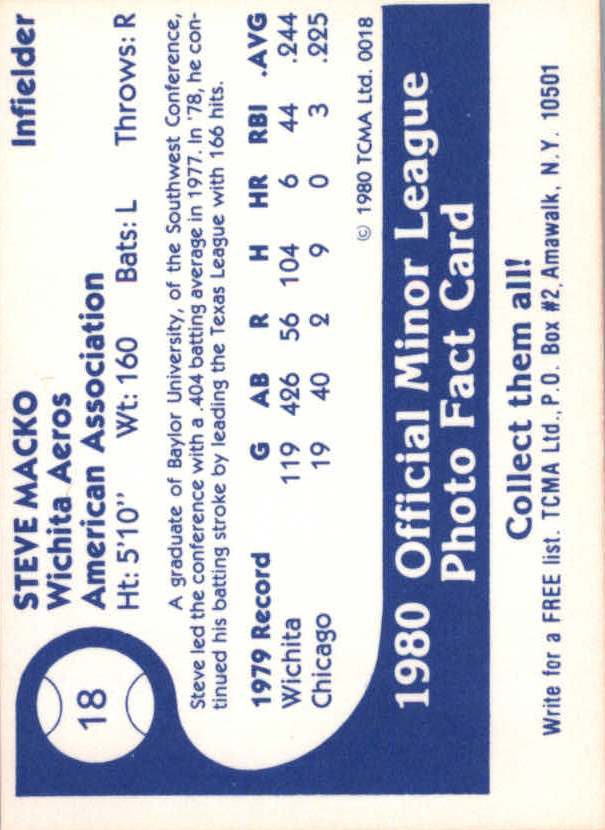 18
STEVE MACKO Infielder
Wichita Aeros
American Association
Ht: 5'10" Wt: 160 Bats: L Throws: R
A graduate of Baylor University, of the Southwest Conference,
Steve led the conference with a .404 batting average in 1977. In '78, he con-
tinued his batting stroke by leading the Texas League with 166 hits.
1979 Record G AB R H HR RBI .AVG
Wichita 119 426 56 104 6 44 .244
Chicago 19 40 2 9 0 3 .225
© 1980 TCMA Ltd. 0018
1980 Official Minor League
Photo Fact Card
Collect them all!
Write for a FREE list. TCMA Ltd., P.O. Box #2, Amawalk, N.Y. 10501